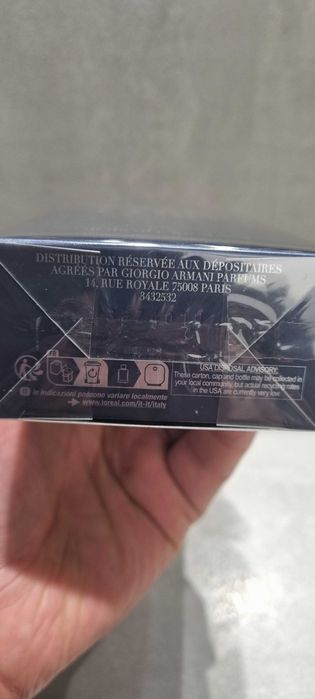 DISTRIBUTION RÉSERVÉE AUX DÉPOSITAIRES
AGRÉÉS PAR GIORGIO ARMANI PARFUMS
14, RUE ROYALE 75008 PARIS
3432532
USA DISPOSAL ADVISORY:
These carton, cap and bottle may be collected in
your local community, but actual recycling rates
in the USA are currently very low.
le indicazioni possono variare localmente
➔ www.loreal.com/it-it/italy